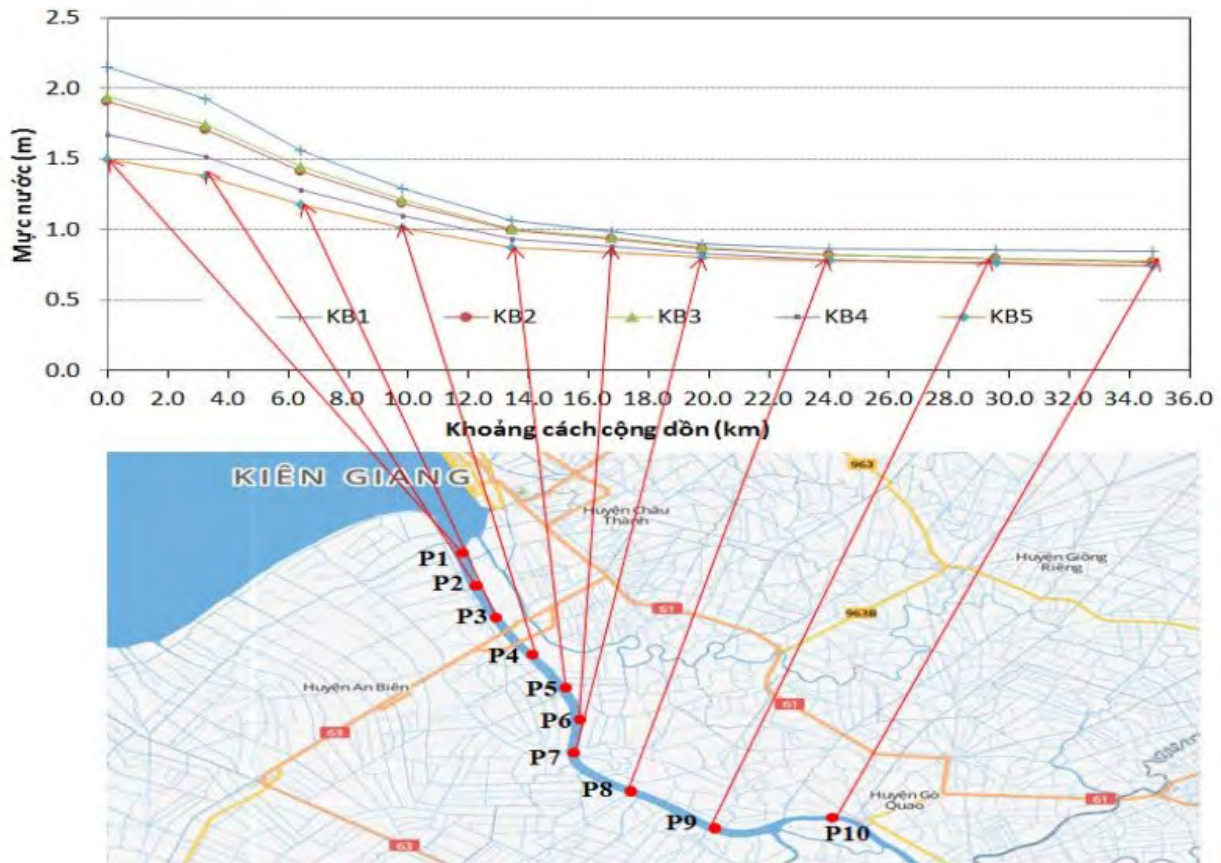 2.5
2.0
1.5
1.0
0.5
0.0
Mực nước (m)
KB1 KB2 KB3 KB4 KB5
0.0 2.0 4.0 6.0 8.0 10.0 12.0 14.0 16.0 18.0 20.0 22.0 24.0 26.0 28.0 30.0 32.0 34.0 36.0
Khoảng cách cộng dồn (km)
KIÊN GIANG
963
Huyện Châu
Thành
Huyện Giồng
Riềng
P1
P2
61
963B
P3
P4
Huyện An Biên
P5
61
P6
63
P7
P8
Huyện Gò
Quao
61
P9
P10
63